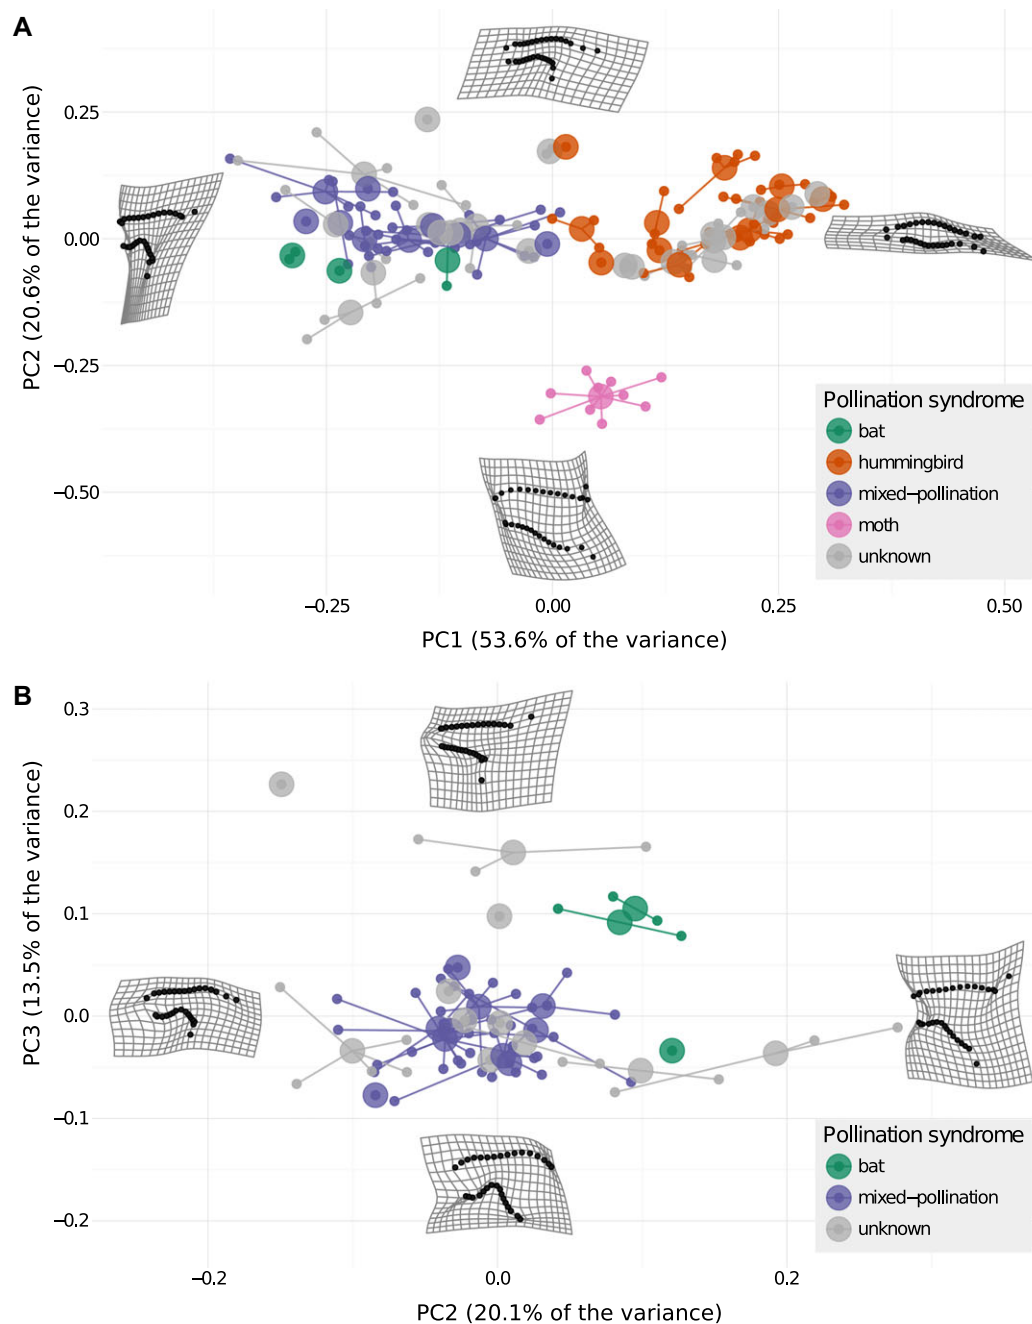 A
PC2 (20.6% of the variance)
0.25
0.00
−0.25
−0.50
Pollination syndrome
bat
hummingbird
mixed−pollination
moth
unknown
−0.25
0.00
0.25
0.50
PC1 (53.6% of the variance)
B
PC3 (13.5% of the variance)
0.3
0.2
0.1
0.0
−0.1
−0.2
Pollination syndrome
bat
mixed−pollination
unknown
−0.2
0.0
0.2
PC2 (20.1% of the variance)